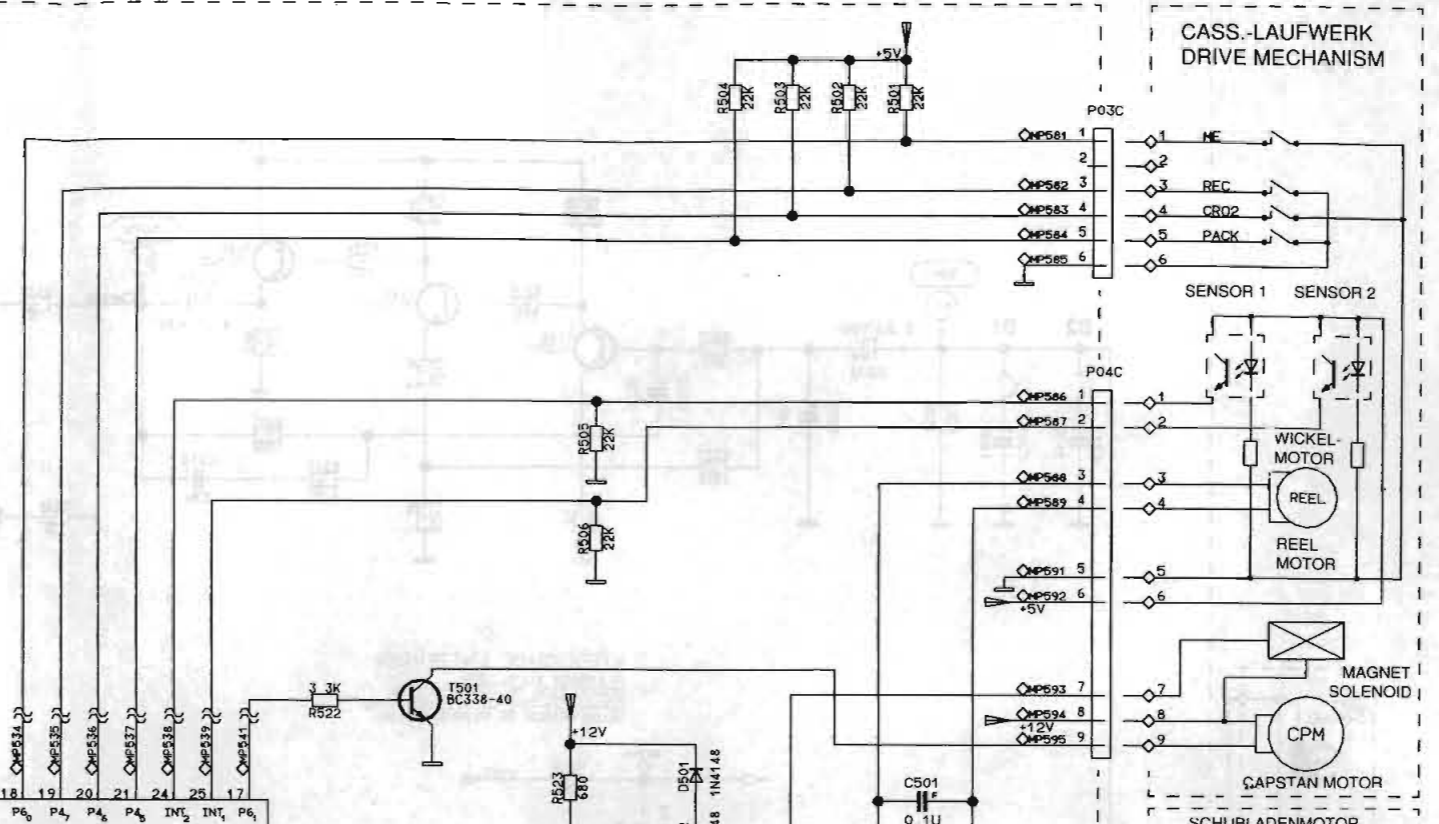 CASS.-LAUFWERK
DRIVE MECHANISM
+5V
R504
22K
R503
22K
R502
22K
R501
22K
P03C
MP581 1
2
MP582 3
MP583 4
MP584 5
MP585 6
1 ME
2
3 REC
4 CRO2
5 PACK
6
SENSOR 1
SENSOR 2
P04C
MP586 1
MP587 2
MP588 3
MP589 4
MP591 5
MP592 6
+5V
MP593 7
MP594 8
+12V
MP595 9
1
2
3
4
5
6
7
8
9
R505
22K
R506
22K
WICKEL-
MOTOR
REEL
REEL
MOTOR
MAGNET
SOLENOID
CPM
CAPSTAN MOTOR
SCHUBLADENMOTOR
3.3K
R522
T501
BC338-40
+12V
R523
680
D501
1N4148
C501
0.1U
MP534
MP535
MP536
MP537
MP538
MP539
MP541
18 19 20 21 24 25 17
P6₀ P4₇ P4₆ P4₅ INT₂ INT₁ P6₁